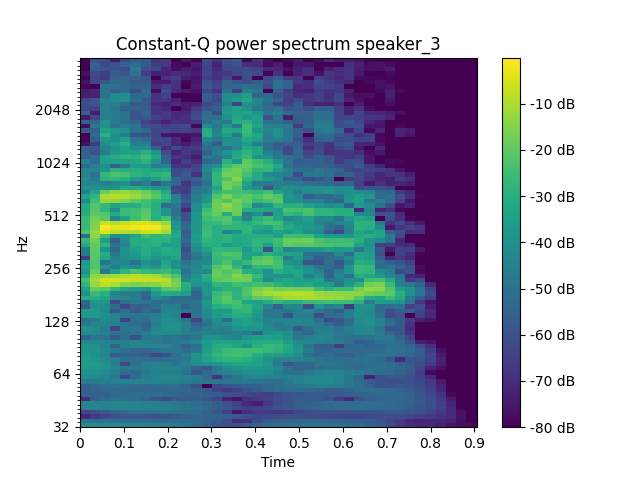 Constant-Q power spectrum speaker_3
Hz
2048
1024
512
256
128
64
32
0 0.1 0.2 0.3 0.4 0.5 0.6 0.7 0.8 0.9
Time
-10 dB
-20 dB
-30 dB
-40 dB
-50 dB
-60 dB
-70 dB
-80 dB